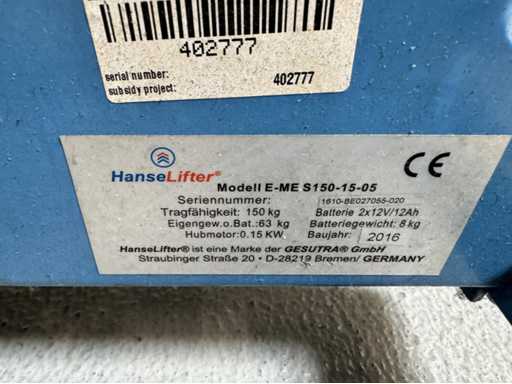 402777
serial number: 402777
subsidy project:
HanseLifter®
CE
Modell E-ME S150-15-05
Seriennummer: 1610-BE027055-020
Tragfähigkeit: 150 kg Batterie 2x12V/12Ah
Eigengew.o.Bat.:63 kg Batteriegewicht: 8kg
Hubmotor: 0.15 KW Baujahr: 2016
HanseLifter® ist eine Marke der GESUTRA® GmbH
Straubinger Straße 20 • D-28219 Bremen/ GERMANY